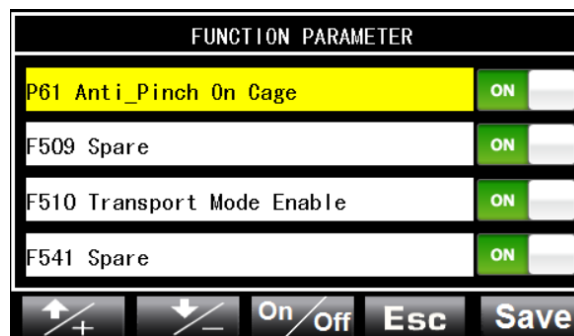 FUNCTION PARAMETER
P61 Anti_Pinch On Cage ON
F509 Spare ON
F510 Transport Mode Enable ON
F541 Spare ON
+ - On/Off Esc Save